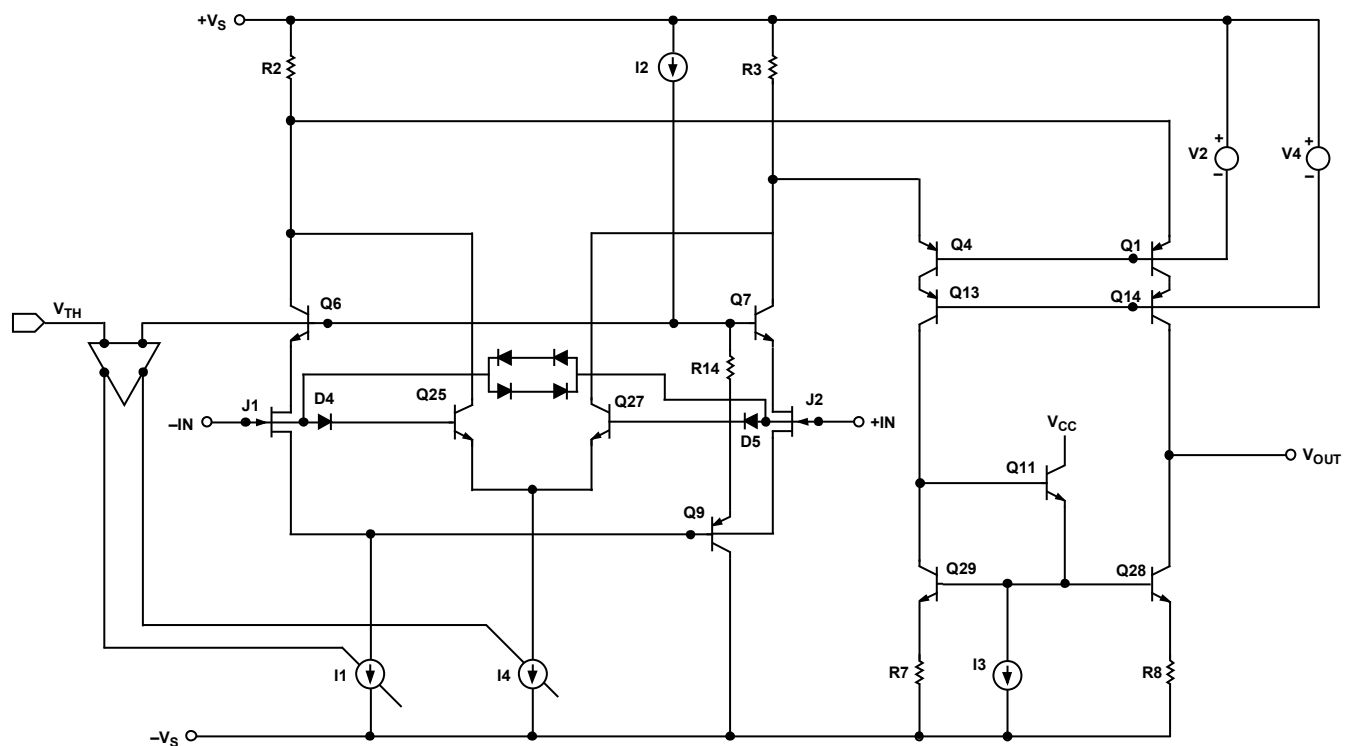 +VS
R2
I2
R3
V2
+
–
V4
+
–
Q4
Q1
Q13
Q14
VTH
Q6
Q7
R14
J1
D4
Q25
Q27
D5
J2
–IN
+IN
VCC
Q11
VOUT
Q9
Q29
Q28
I1
I4
R7
I3
R8
–VS